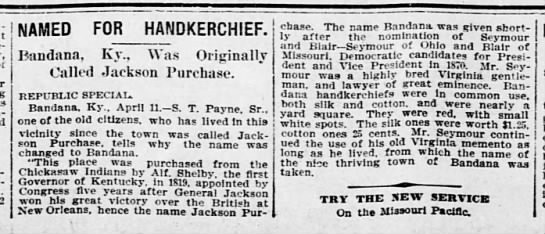 NAMED FOR HANDKERCHIEF.
Bandana, Ky., Was Originally
Called Jackson Purchase.
REPUBLIC SPECIAL.
Bandana, Ky., April 11.—S. T. Payne, Sr.,
one of the old citizens, who has lived in this
vicinity since the town was called Jack-
son Purchase, tells why the name was
changed to Bandana.
"This place was purchased from the
Chickasaw Indians by Alf. Shelby, the first
Governor of Kentucky, in 1819, appointed by
Congress five years after General Jackson
won his great victory over the British at
New Orleans, hence the name Jackson Pur-
chase. The name Bandana was given short-
ly after the nomination of Seymour
and Blair—Seymour of Ohio and Blair of
Missouri, Democratic candidates for Presi-
dent and Vice President in 1870. Mr. Sey-
mour was a highly bred Virginia gentle-
man, and lawyer of great eminence. Ban-
dana handkerchiefs were in common use,
both silk and cotton, and were nearly a
yard square. They were red, with small
white spots. The silk ones were worth $1.25,
cotton ones 25 cents. Mr. Seymour contin-
ued the use of his old Virginia memento as
long as he lived, from which the name of
the nice thriving town of Bandana was
taken.
TRY THE NEW SERVICE
On the Missouri Pacific.